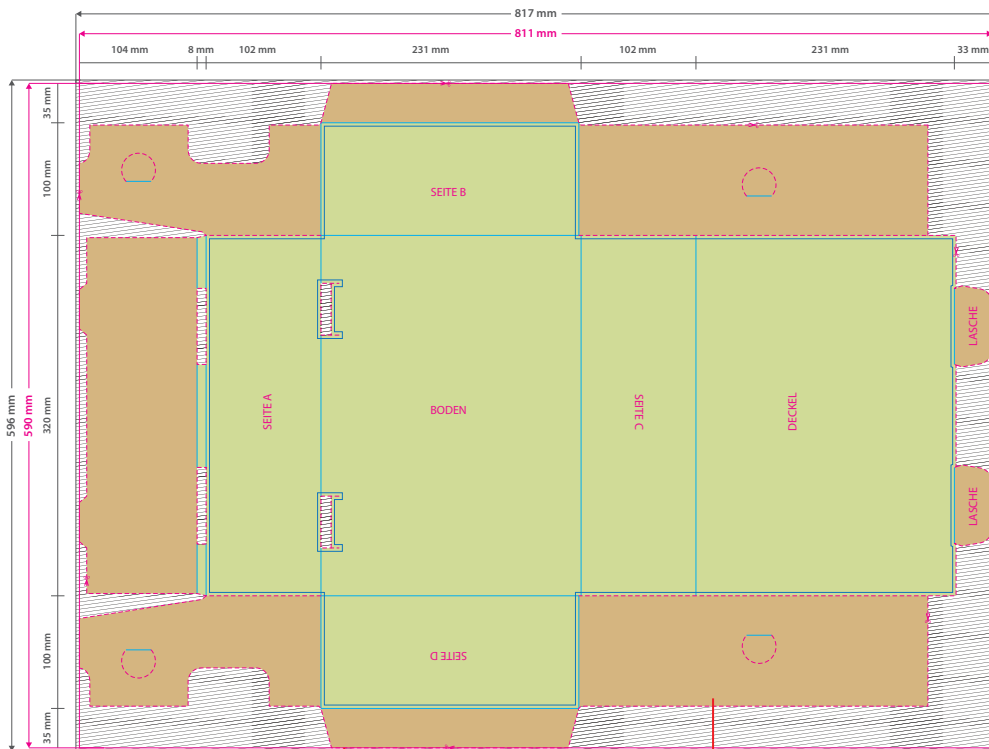 817 mm
811 mm
104 mm 8 mm 102 mm 231 mm 102 mm 231 mm 33 mm
35 mm
100 mm
SEITE B
596 mm
590 mm
320 mm
SEITE A
BODEN
SEITE C
DECKEL
LASCHE
LASCHE
100 mm
SEITE D
35 mm